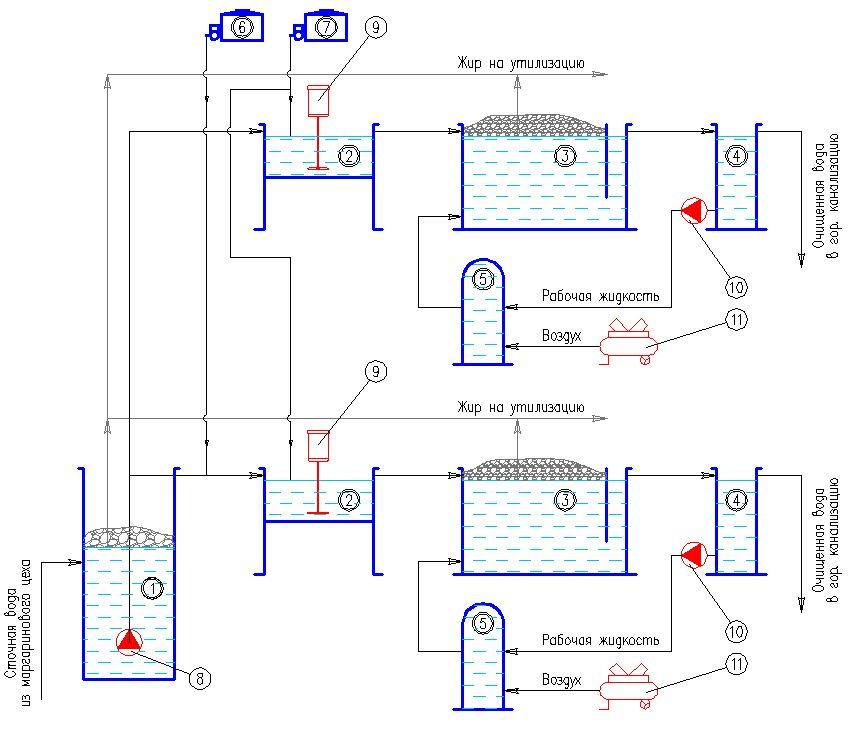 6
7
9
Жир на утилизацию
2
3
4
Очищенная вода
в гор. канализацию
5
10
Рабочая жидкость
11
Воздух
9
Жир на утилизацию
2
3
4
Очищенная вода
в гор. канализацию
1
5
10
Рабочая жидкость
11
Воздух
8
Сточная вода
из маргаринового цеха